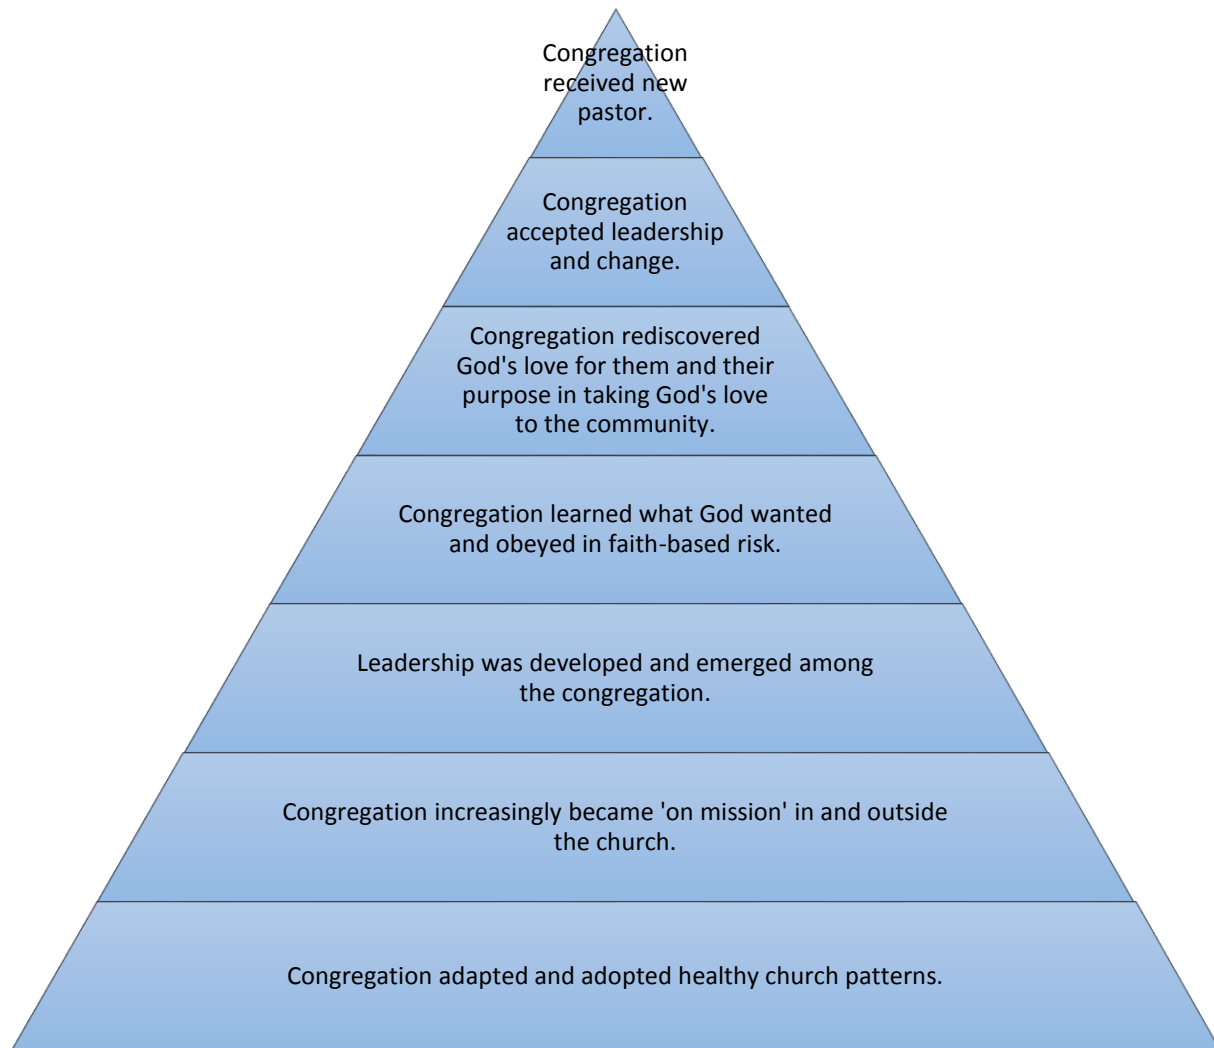 Congregation
received new
pastor.
Congregation
accepted leadership
and change.
Congregation rediscovered
God's love for them and their
purpose in taking God's love
to the community.
Congregation learned what God wanted
and obeyed in faith-based risk.
Leadership was developed and emerged among
the congregation.
Congregation increasingly became 'on mission' in and outside
the church.
Congregation adapted and adopted healthy church patterns.